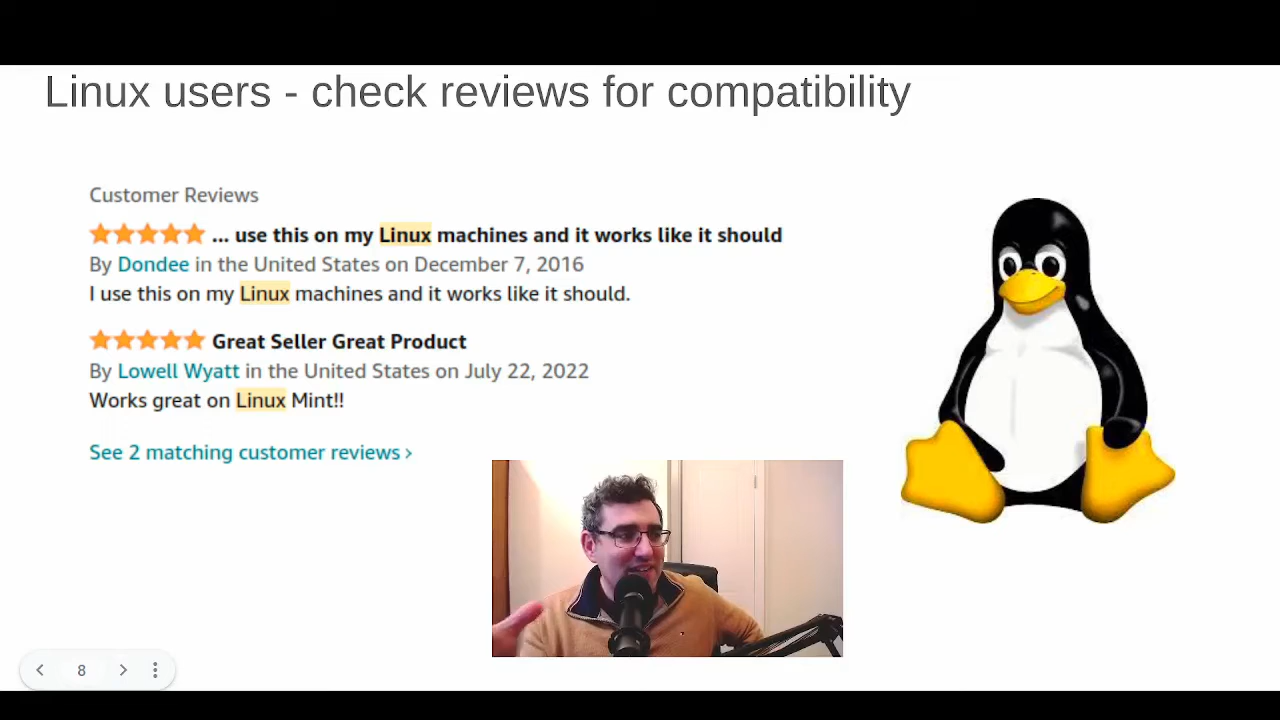 Linux users - check reviews for compatibility
Customer Reviews
... use this on my Linux machines and it works like it should
By Dondee in the United States on December 7, 2016
I use this on my Linux machines and it works like it should.
Great Seller Great Product
By Lowell Wyatt in the United States on July 22, 2022
Works great on Linux Mint!!
See 2 matching customer reviews ›
8